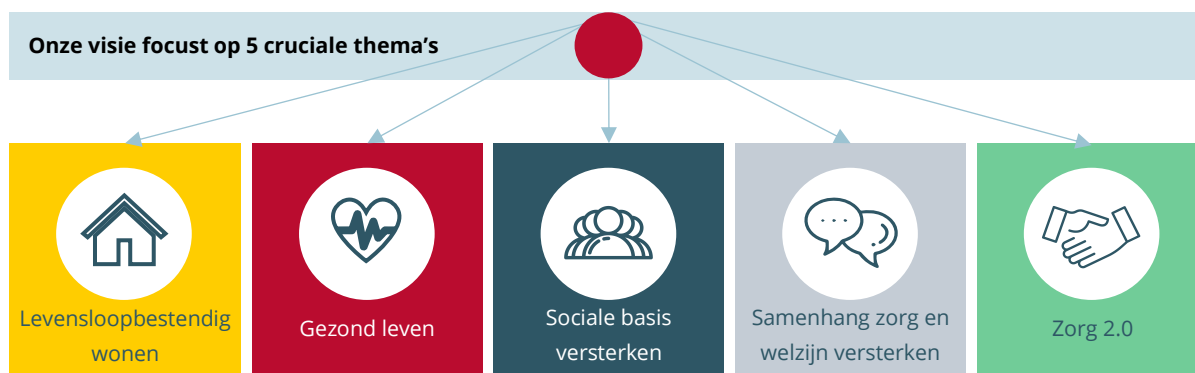 Onze visie focust op 5 cruciale thema’s
Levensloopbestendig
wonen
Gezond leven
Sociale basis
versterken
Samenhang zorg en
welzijn versterken
Zorg 2.0